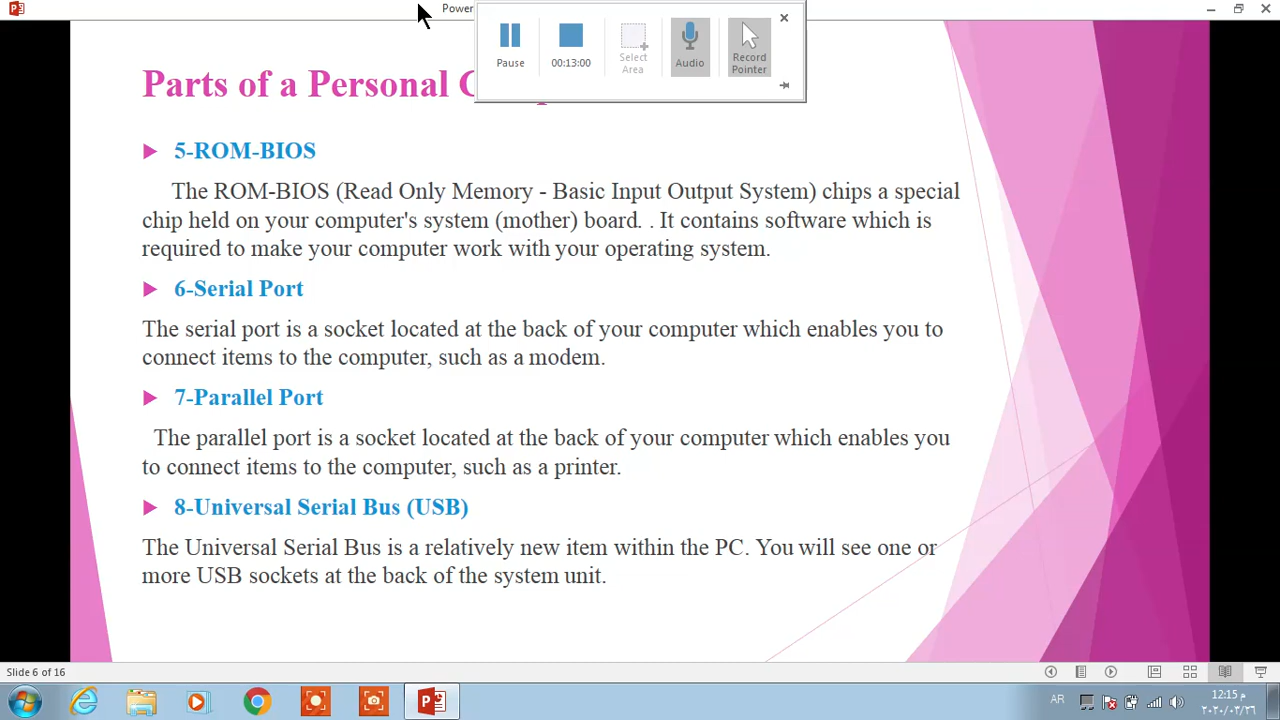 Power
Pause
00:13:00
Select
Area
Audio
Record
Pointer
Parts of a Personal
5-ROM-BIOS
The ROM-BIOS (Read Only Memory - Basic Input Output System) chips a special
chip held on your computer's system (mother) board. . It contains software which is
required to make your computer work with your operating system.
6-Serial Port
The serial port is a socket located at the back of your computer which enables you to
connect items to the computer, such as a modem.
7-Parallel Port
The parallel port is a socket located at the back of your computer which enables you
to connect items to the computer, such as a printer.
8-Universal Serial Bus (USB)
The Universal Serial Bus is a relatively new item within the PC. You will see one or
more USB sockets at the back of the system unit.
Slide 6 of 16
AR
12:15 م
٢٠٢٠/٠٣/٢٦